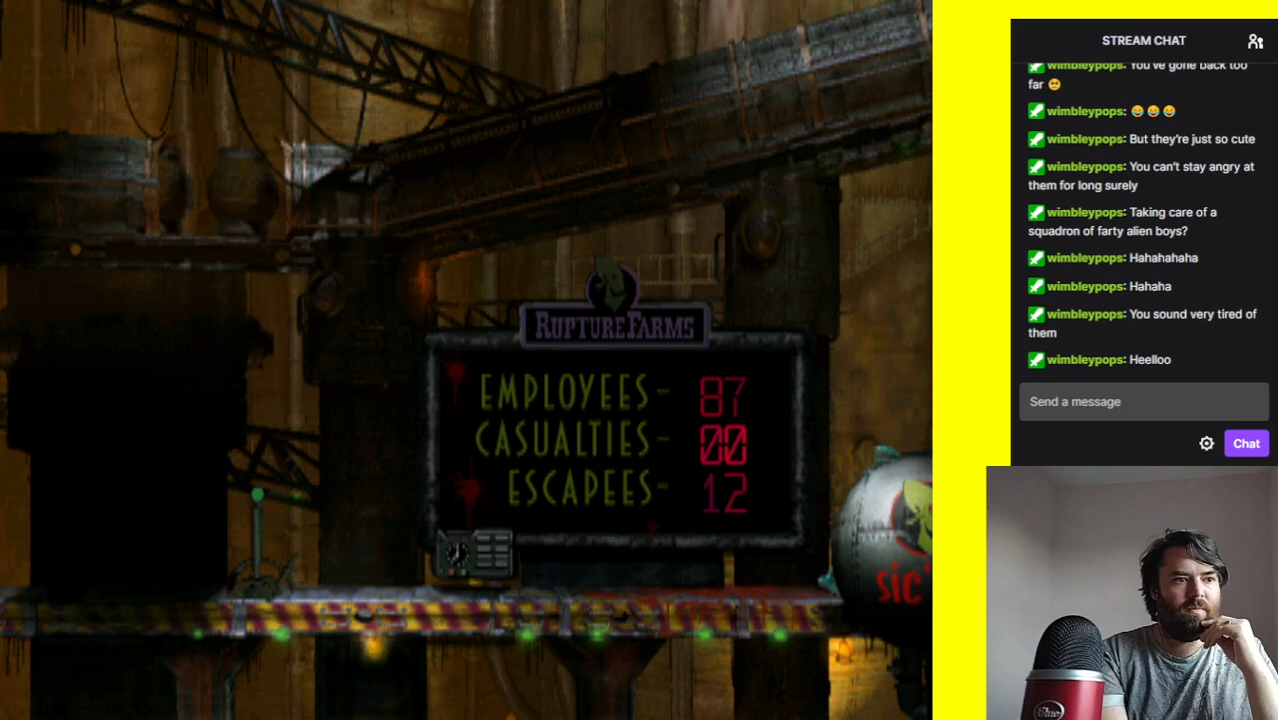 RUPTUREFARMS
EMPLOYEES- 87
CASUALTIES- 00
ESCAPEES- 12
sic'
STREAM CHAT
wimbleypops: You've gone back too
far 🥺
wimbleypops: 😂😂😂
wimbleypops: But they're just so cute
wimbleypops: You can't stay angry at
them for long surely
wimbleypops: Taking care of a
squadron of farty alien boys?
wimbleypops: Hahahahaha
wimbleypops: Hahaha
wimbleypops: You sound very tired of
them
wimbleypops: Heelloo
Send a message
Chat
Blue